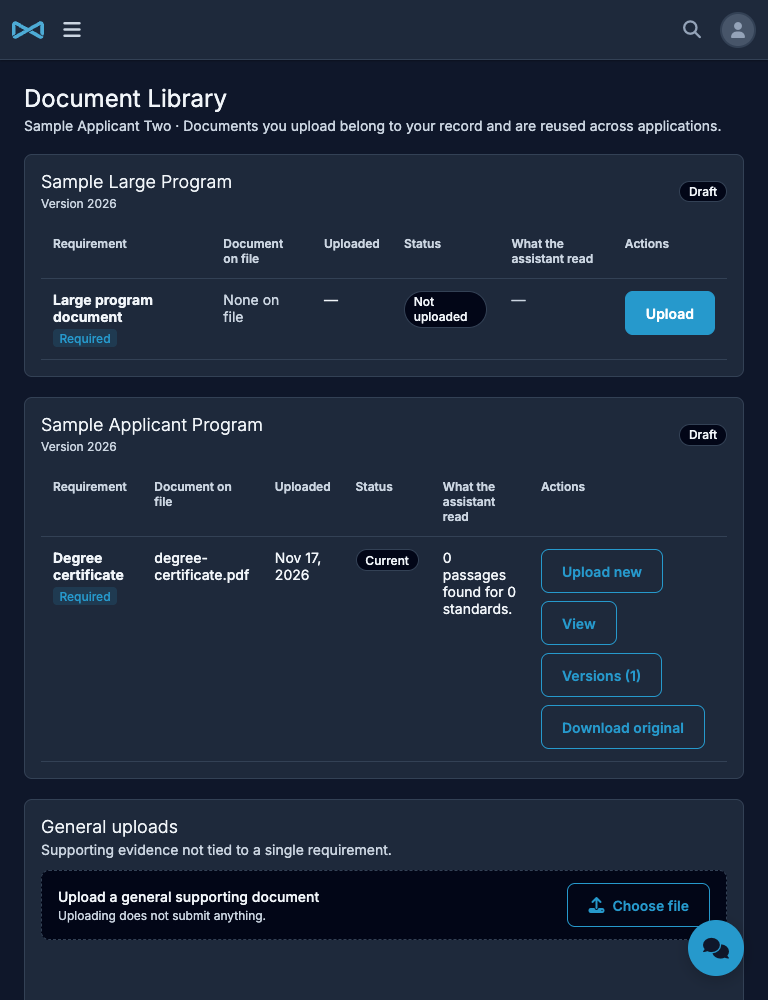 Document Library
Sample Applicant Two · Documents you upload belong to your record and are reused across applications.
Sample Large Program
Version 2026
Draft
Requirement
Document on file
Uploaded
Status
What the assistant read
Actions
Large program document
Required
None on file
—
Not uploaded
—
Upload
Sample Applicant Program
Version 2026
Draft
Requirement
Document on file
Uploaded
Status
What the assistant read
Actions
Degree certificate
Required
degree-certificate.pdf
Nov 17, 2026
Current
0 passages found for 0 standards.
Upload new
View
Versions (1)
Download original
General uploads
Supporting evidence not tied to a single requirement.
Upload a general supporting document
Uploading does not submit anything.
Choose file